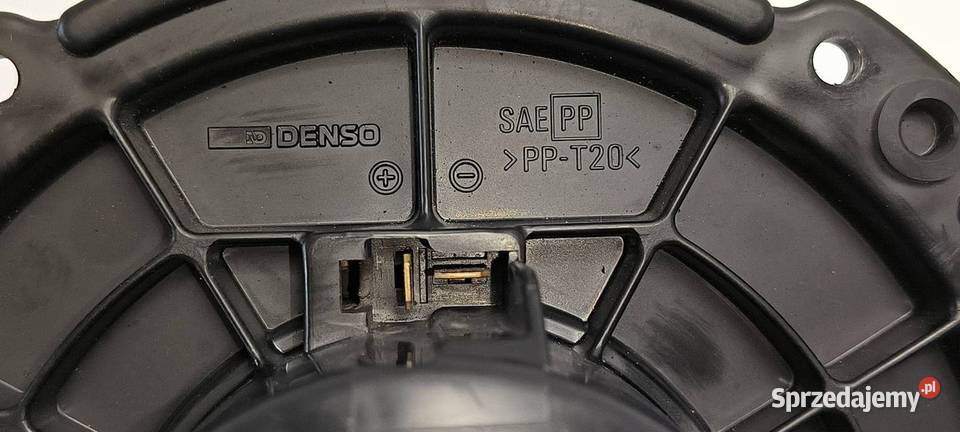 DENSO
SAE PP
>PP-T20<
+ -
Sprzedajemy.pl